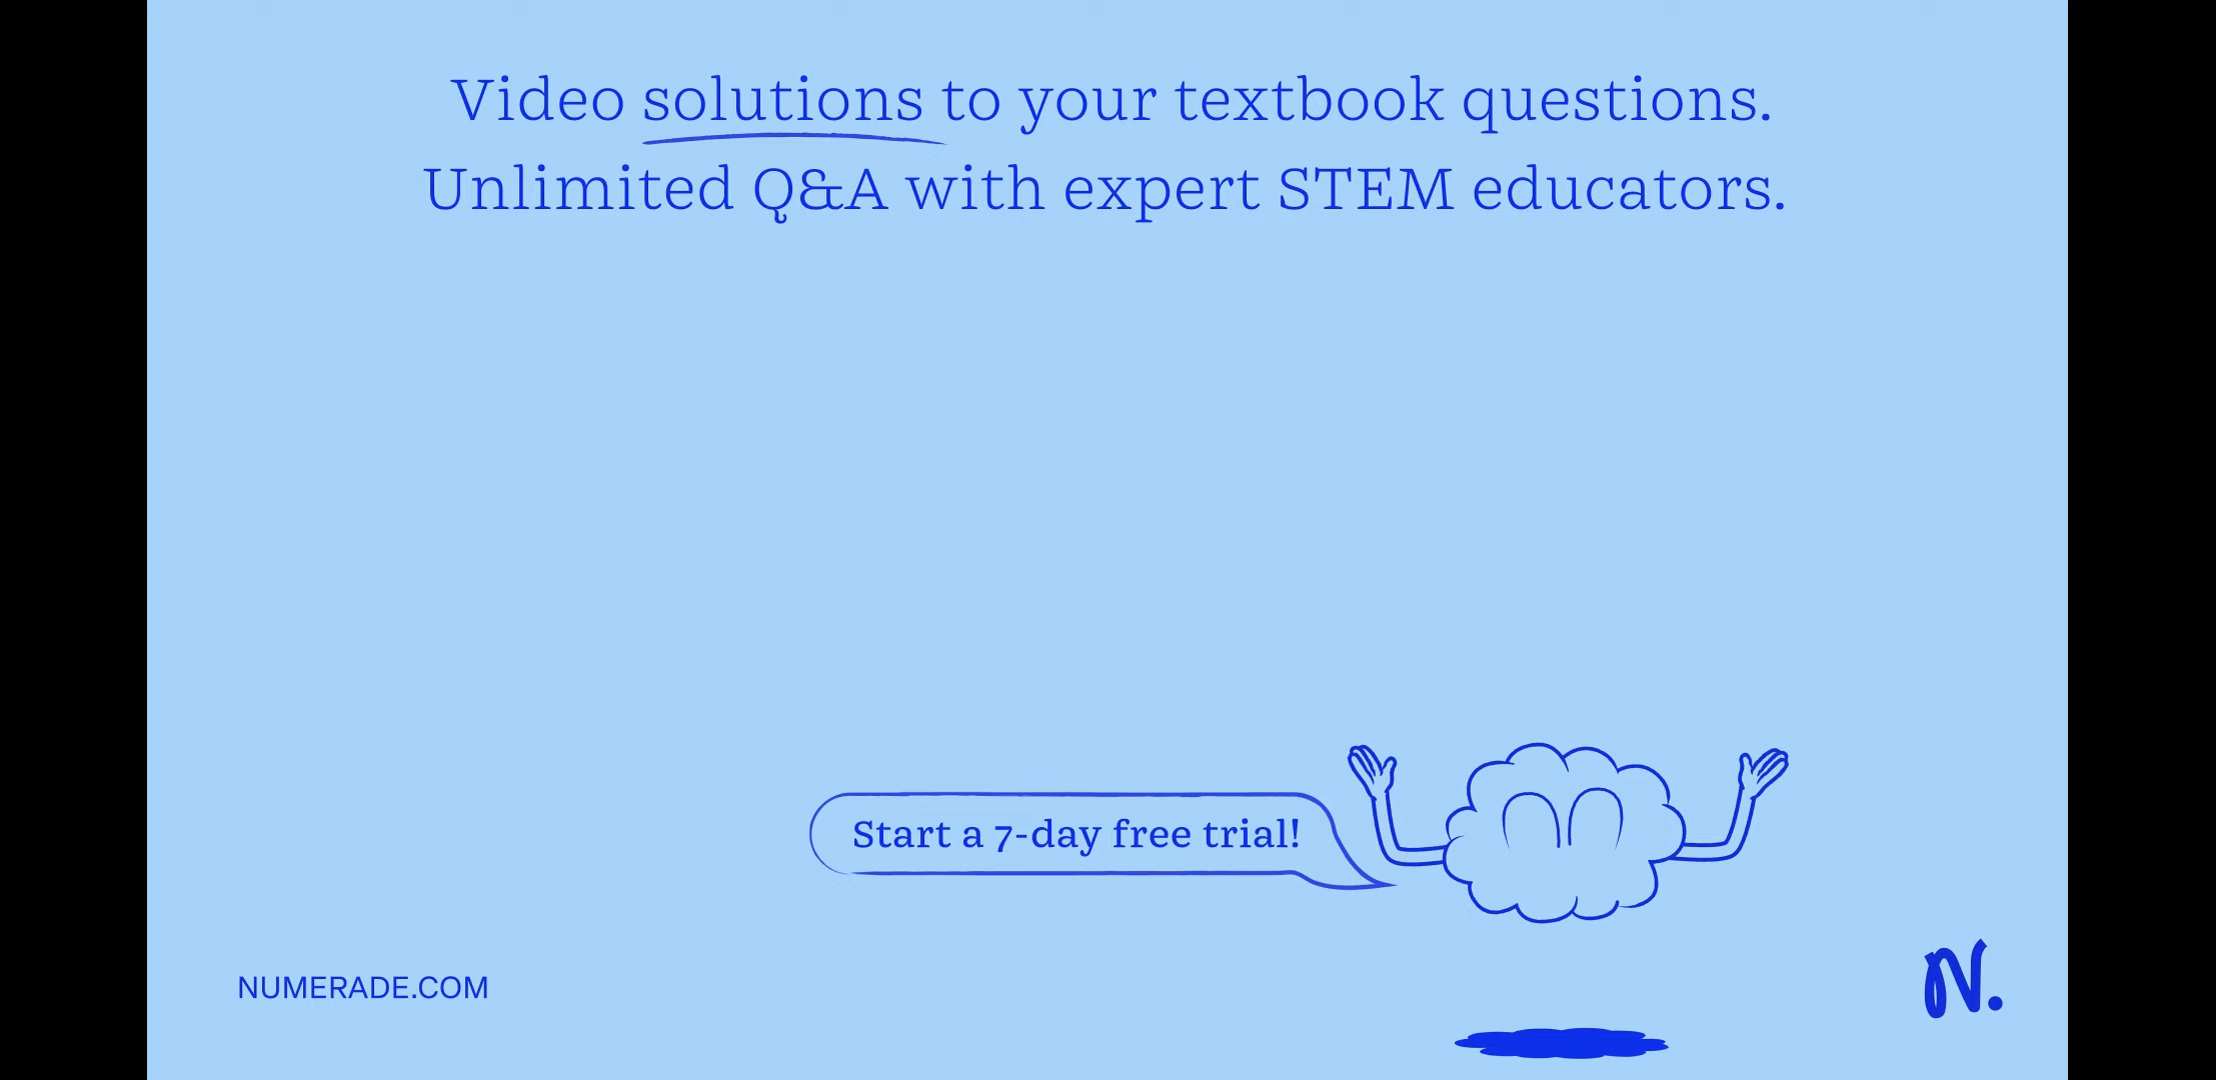 Video solutions to your textbook questions.
Unlimited Q&A with expert STEM educators.
Start a 7-day free trial!
NUMERADE.COM
N.